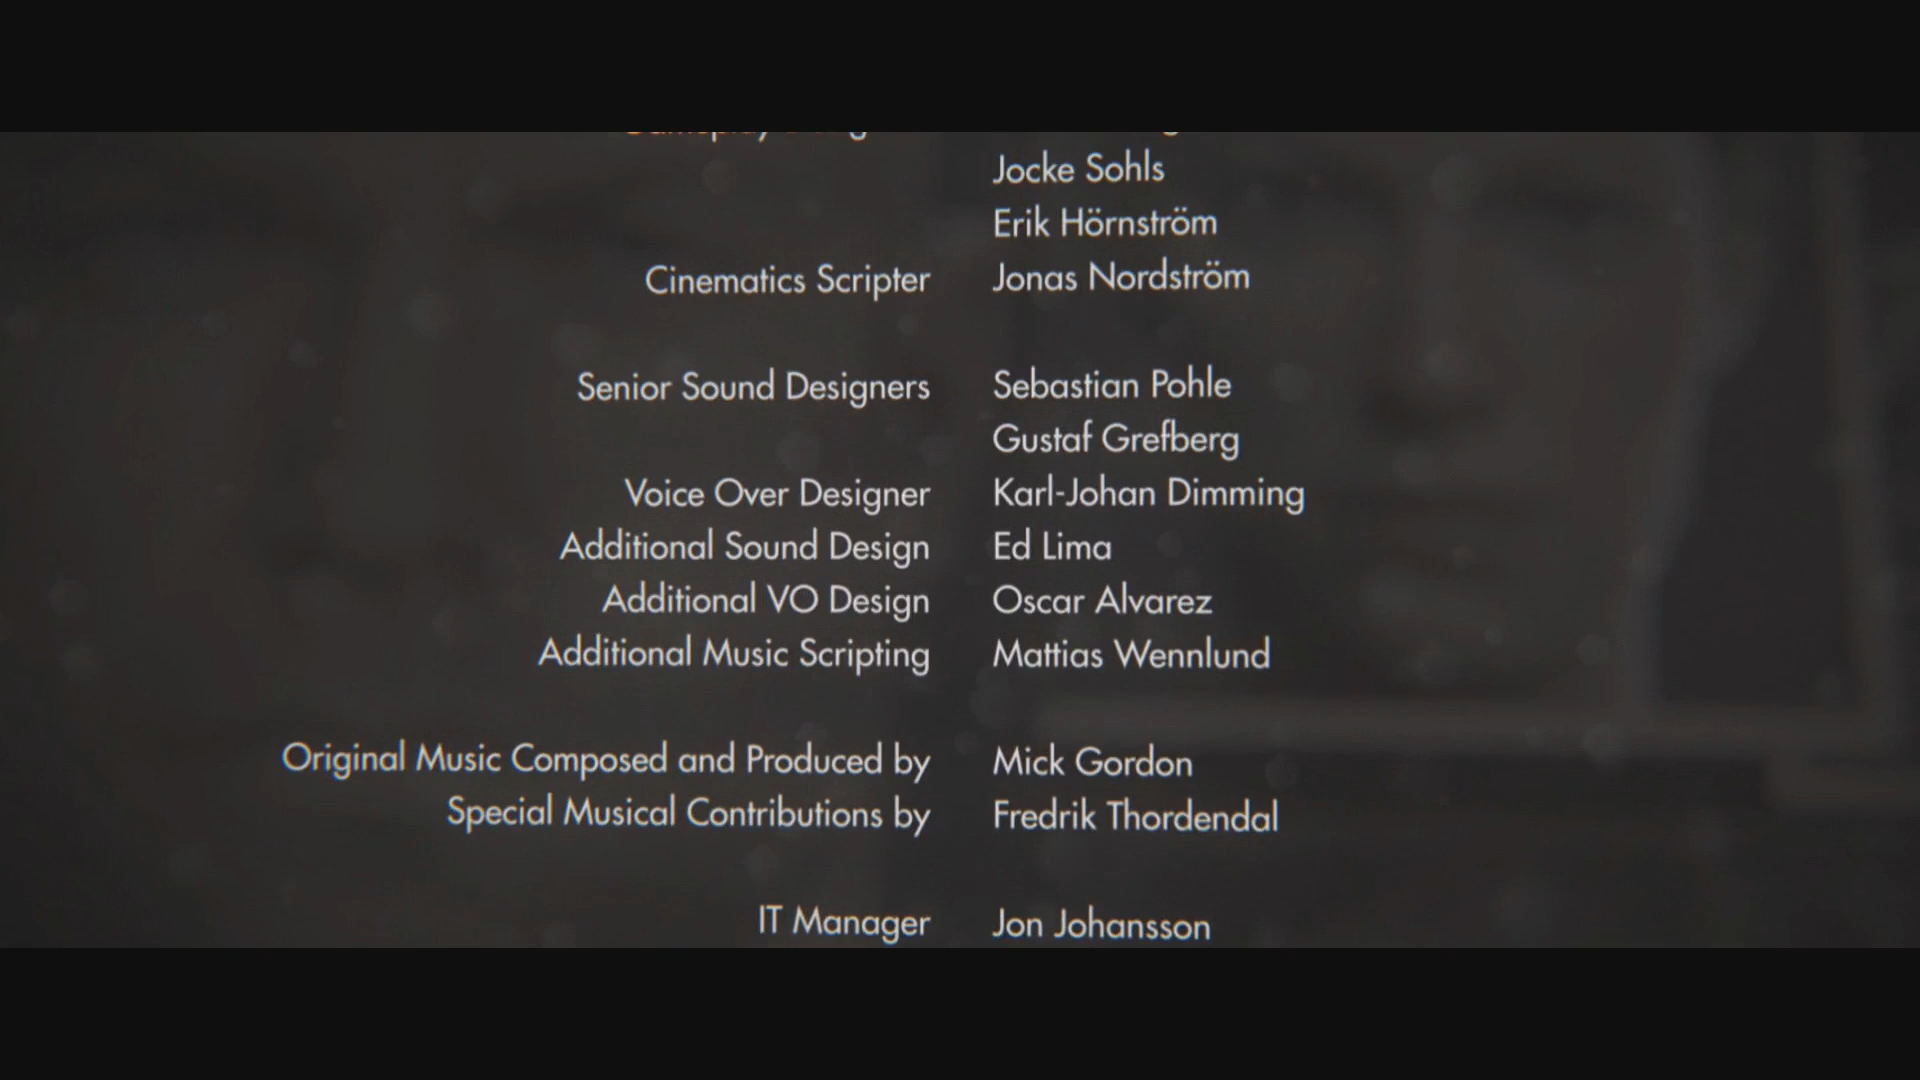 Jocke Sohls
Erik Hörnström
Cinematics Scripter Jonas Nordström
Senior Sound Designers Sebastian Pohle
Gustaf Grefberg
Voice Over Designer Karl-Johan Dimming
Additional Sound Design Ed Lima
Additional VO Design Oscar Alvarez
Additional Music Scripting Mattias Wennlund
Original Music Composed and Produced by Mick Gordon
Special Musical Contributions by Fredrik Thordendal
IT Manager Jon Johansson